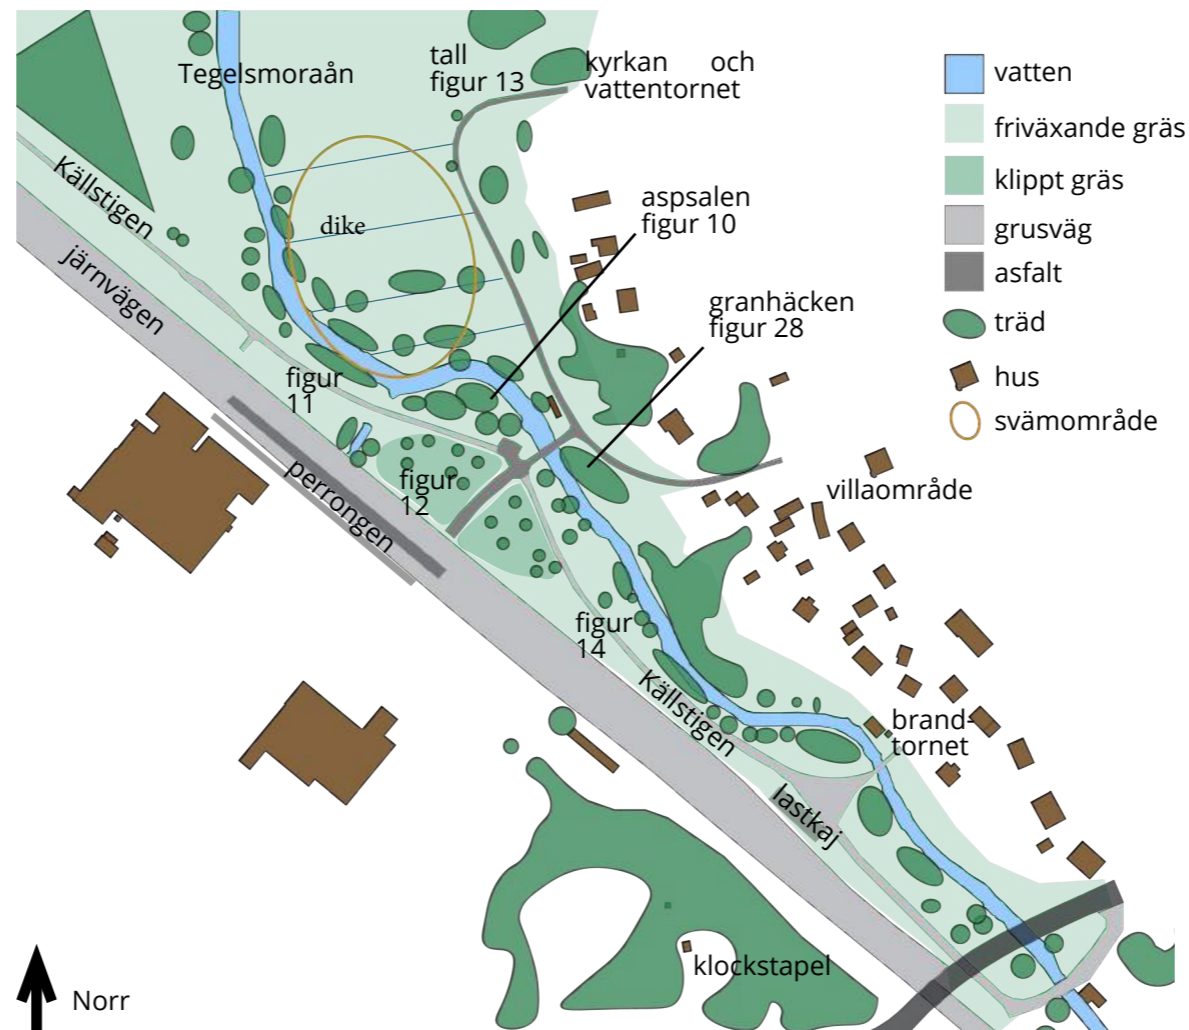 tall
figur 13
kyrkan och
vattentornet
Tegelsmoraån
Källstigen
järnvägen
dike
aspsalen
figur 10
granhäcken
figur 28
figur
11
figur
12
perrongen
villaområde
figur
14
Källstigen
brand-
tornet
lastkaj
klockstapel
Norr
vatten
friväxande gräs
klippt gräs
grusväg
asfalt
träd
hus
svämområde